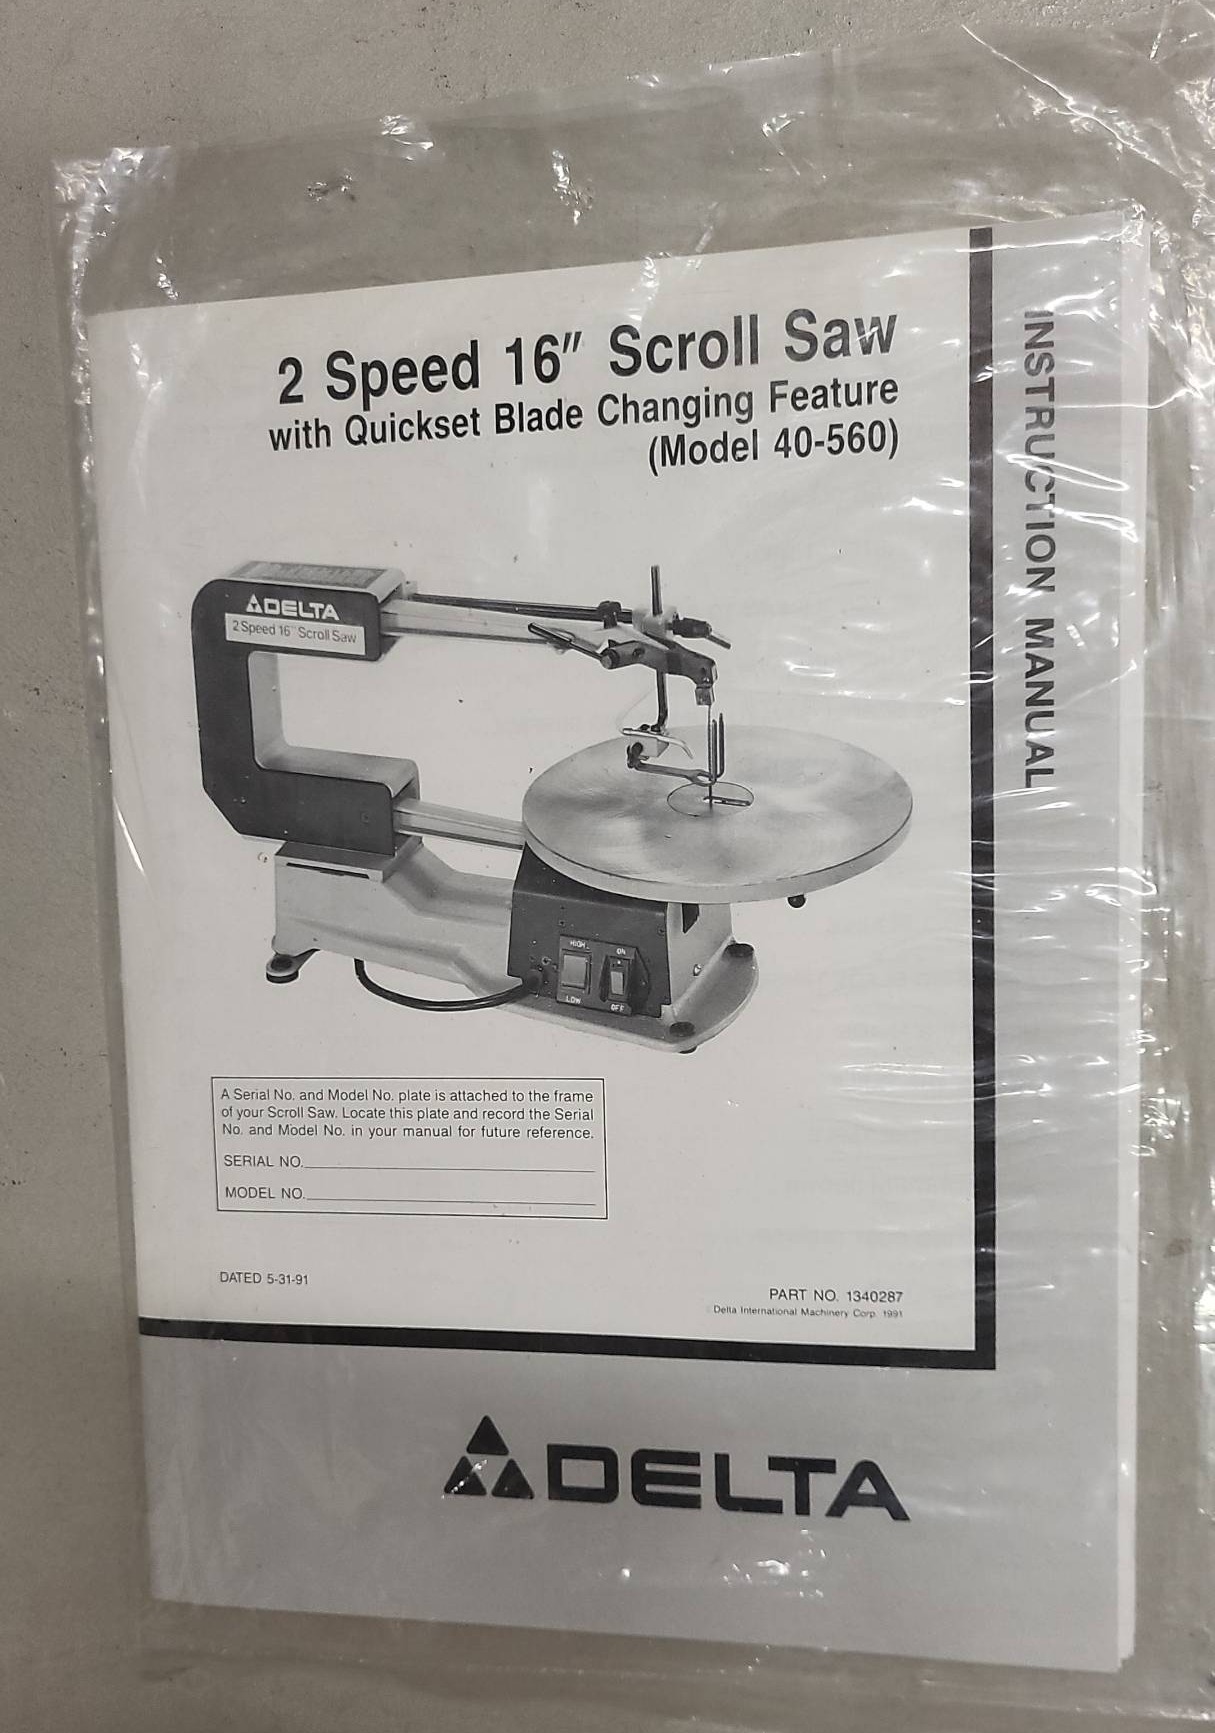 2 Speed 16" Scroll Saw
with Quickset Blade Changing Feature
(Model 40-560)
INSTRUCTION MANUAL
DELTA
2 Speed 16" Scroll Saw
HIGH
LOW
ON
OFF
A Serial No. and Model No. plate is attached to the frame
of your Scroll Saw. Locate this plate and record the Serial
No. and Model No. in your manual for future reference.
SERIAL NO.
MODEL NO.
DATED 5-31-91
PART NO. 1340287
Delta International Machinery Corp. 1991
DELTA